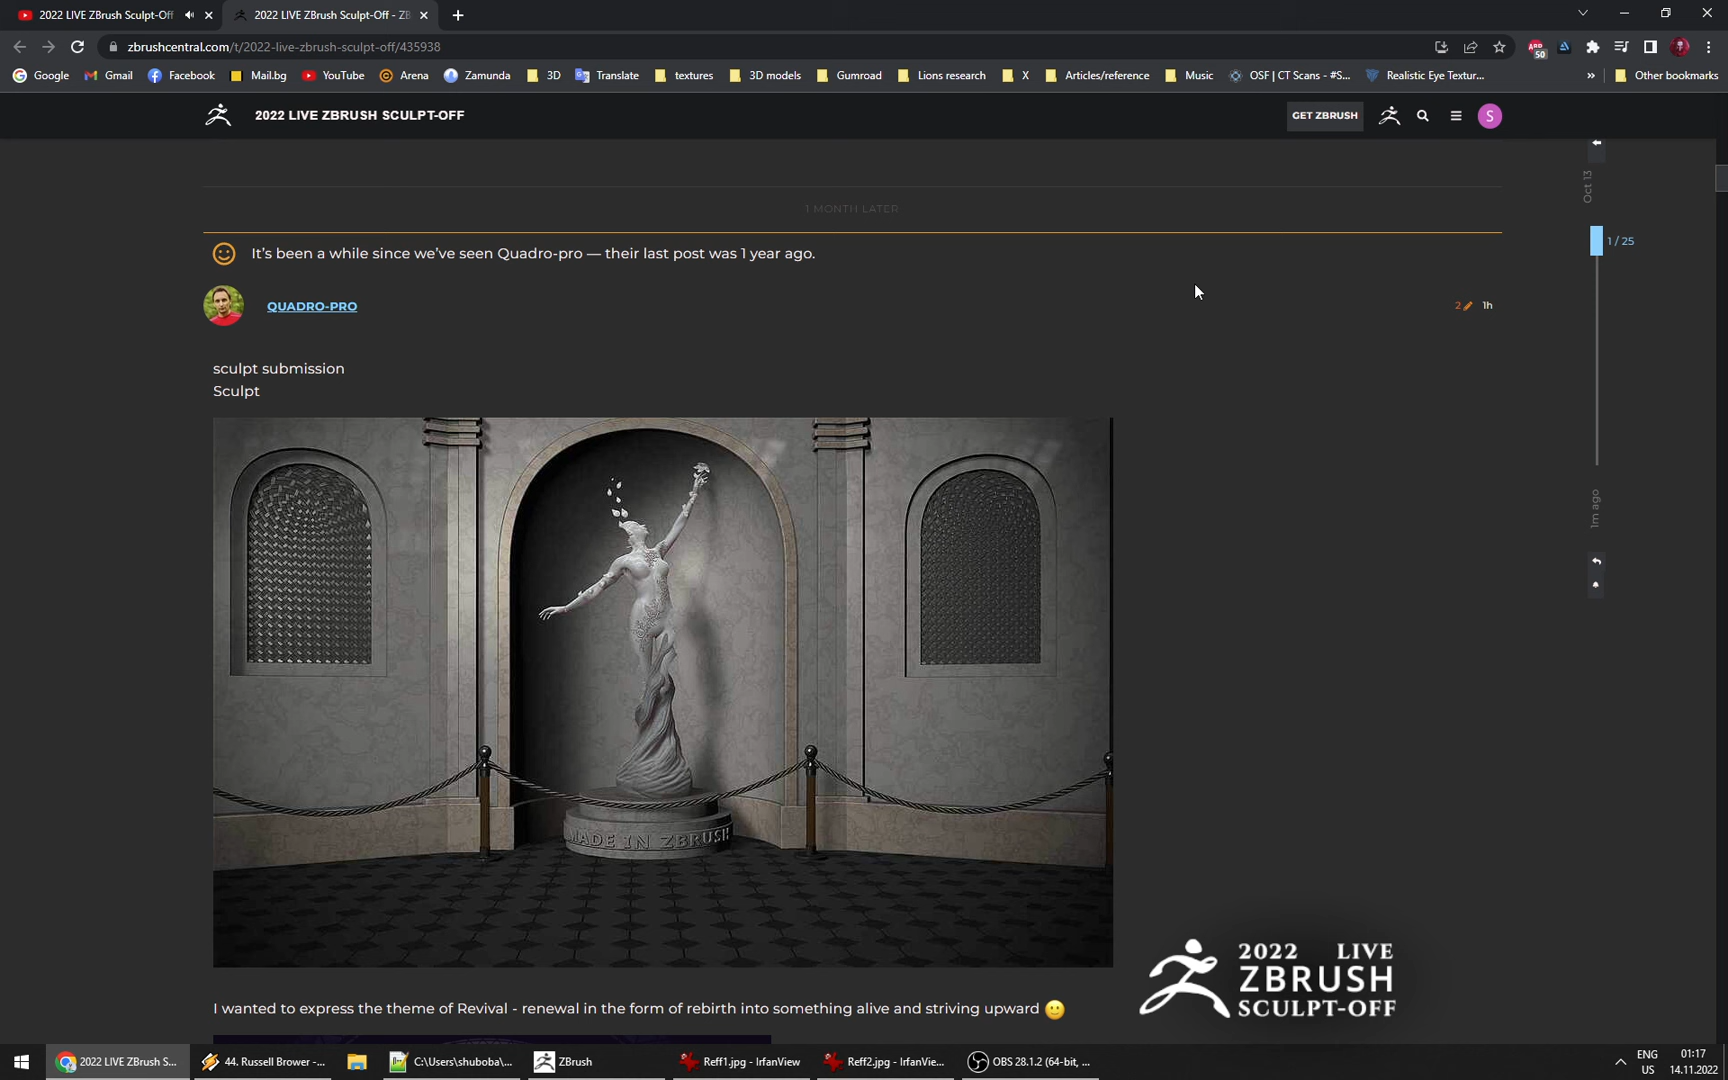 2022 LIVE ZBrush Sculpt-Off
2022 LIVE ZBrush Sculpt-Off - ZB
zbrushcentral.com/t/2022-live-zbrush-sculpt-off/435938
ABP
50
Google
Gmail
Facebook
Mail.bg
YouTube
Arena
Zamunda
3D
Translate
textures
3D models
Gumroad
Lions research
X
Articles/reference
Music
OSF | CT Scans - #S...
Realistic Eye Textur...
»
Other bookmarks
2022 LIVE ZBRUSH SCULPT-OFF
GET ZBRUSH
S
Oct 13
1 MONTH LATER
1 / 25
It's been a while since we've seen Quadro-pro — their last post was 1 year ago.
QUADRO-PRO
2
1h
sculpt submission
Sculpt
1m ago
MADE IN ZBRUSH
2022 LIVE
ZBRUSH
SCULPT-OFF
I wanted to express the theme of Revival - renewal in the form of rebirth into something alive and striving upward 🙂
2022 LIVE ZBrush S...
44. Russell Brower -...
C:\Users\shuboba\...
ZBrush
Reff1.jpg - IrfanView
Reff2.jpg - IrfanVie...
OBS 28.1.2 (64-bit, ...
ENG
US
01:17
14.11.2022